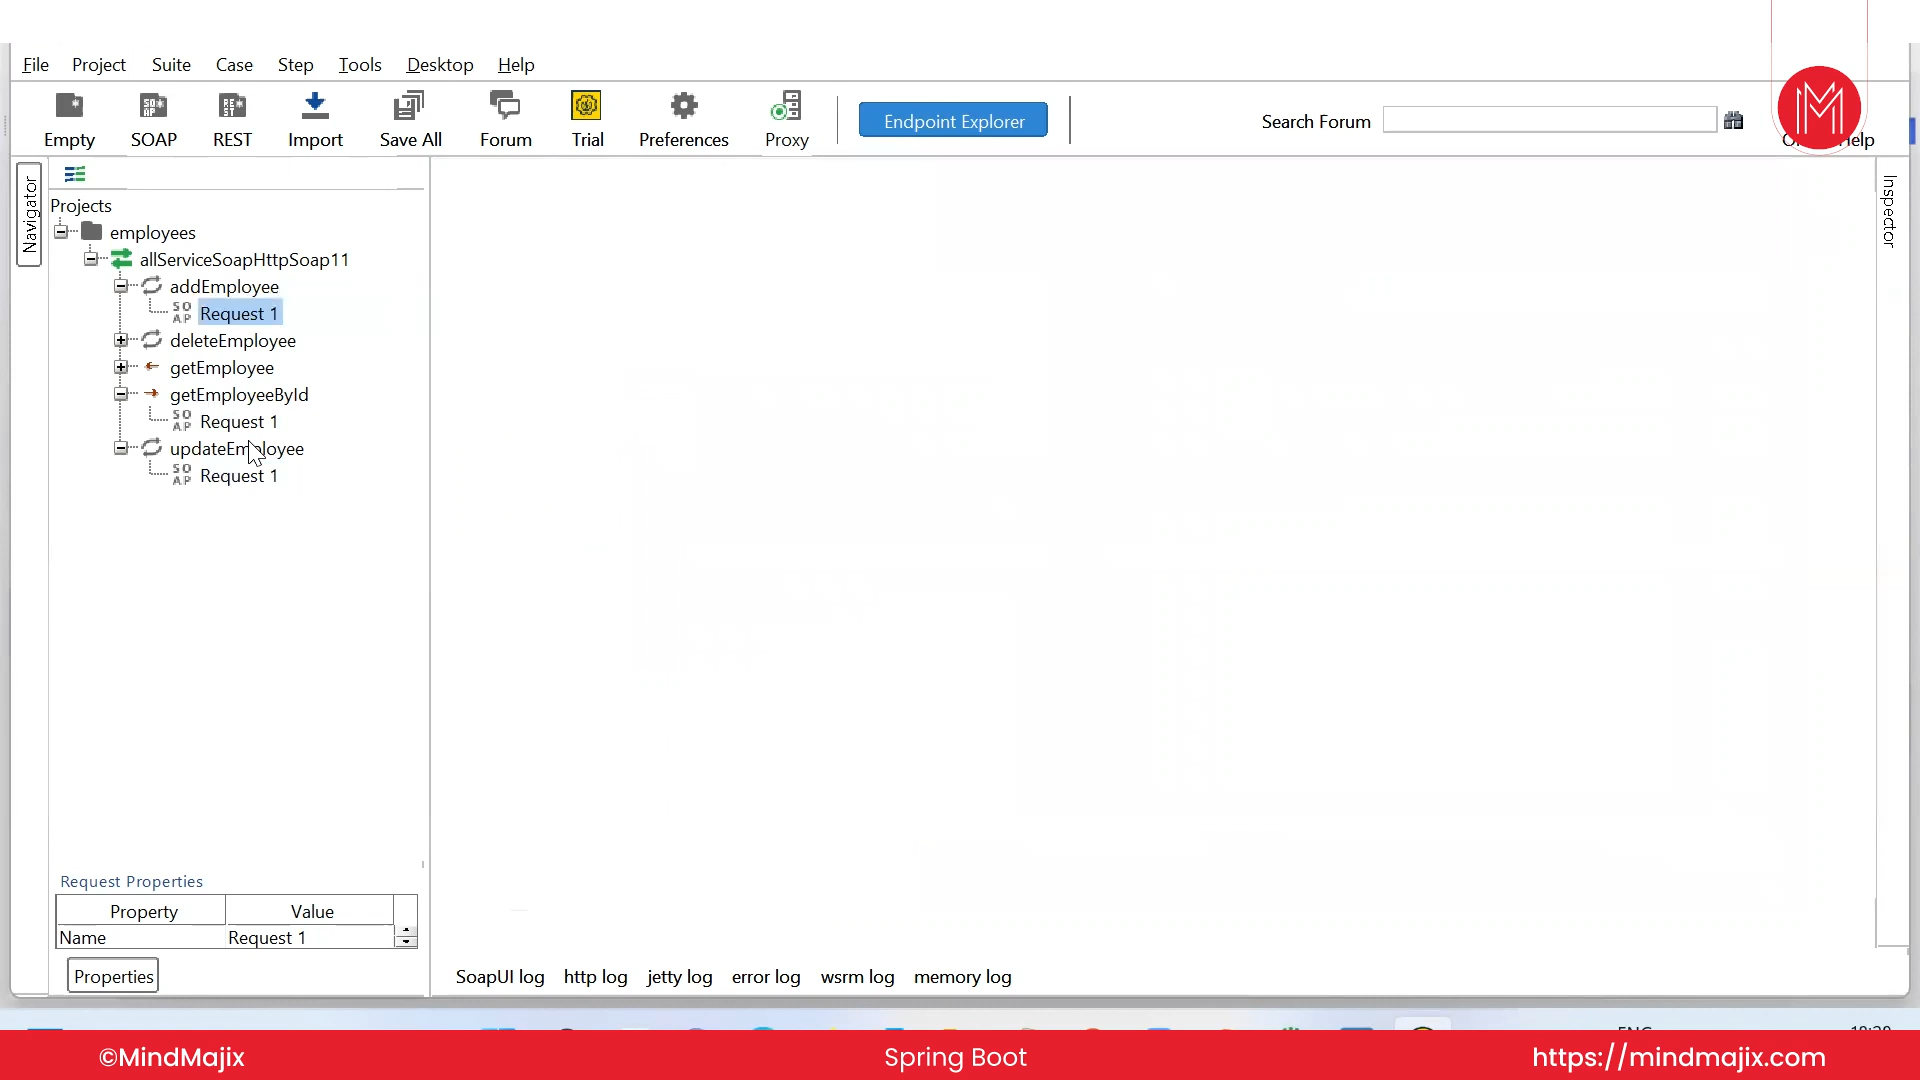 File Project Suite Case Step Tools Desktop Help
Empty SOAP REST Import Save All Forum Trial Preferences Proxy
Endpoint Explorer
Search Forum
Navigator
Inspector
Projects
employees
allServiceSoapHttpSoap11
addEmployee
SOAP Request 1
deleteEmployee
getEmployee
getEmployeeById
SOAP Request 1
updateEmployee
SOAP Request 1
Request Properties
Property Value
Name Request 1
Properties
SoapUI log http log jetty log error log wsrm log memory log
©MindMajix Spring Boot https://mindmajix.com